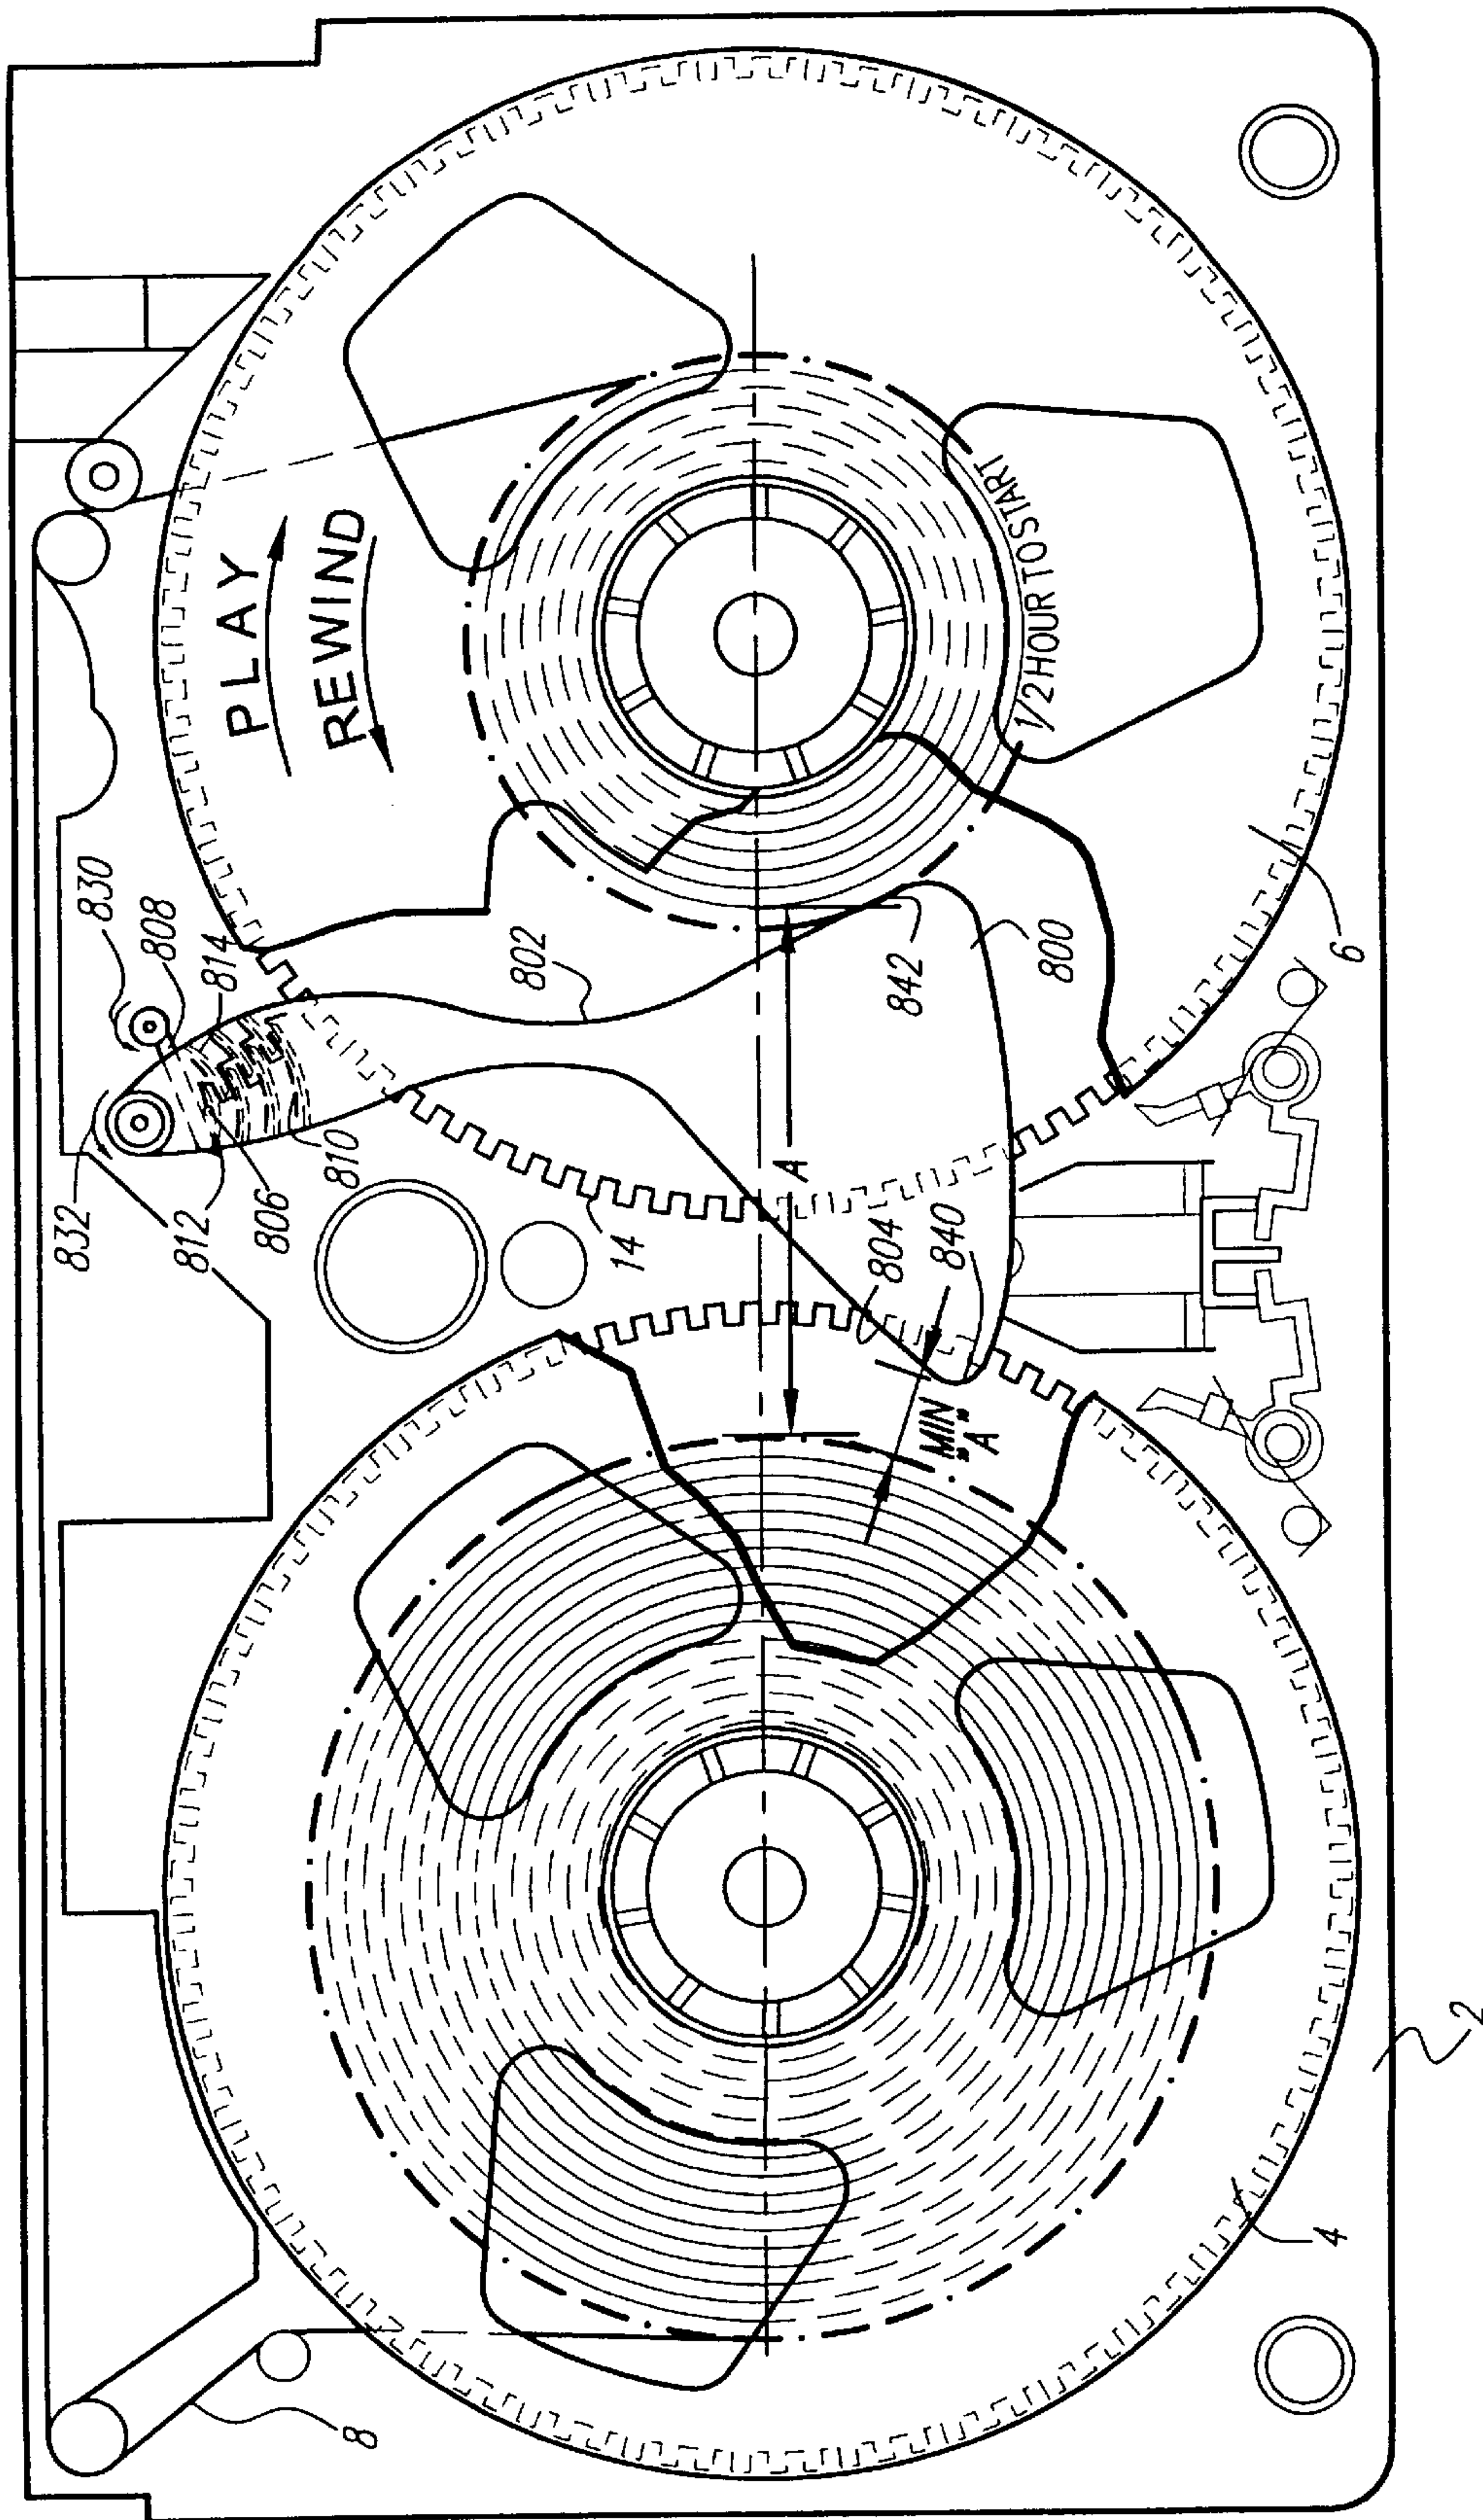 PLAY
REWIND
1/2 HOUR TO START
830
808
814
802
832
812
806
810
14
A
804
840
842
800
6
MIN
"A"
2
4
8